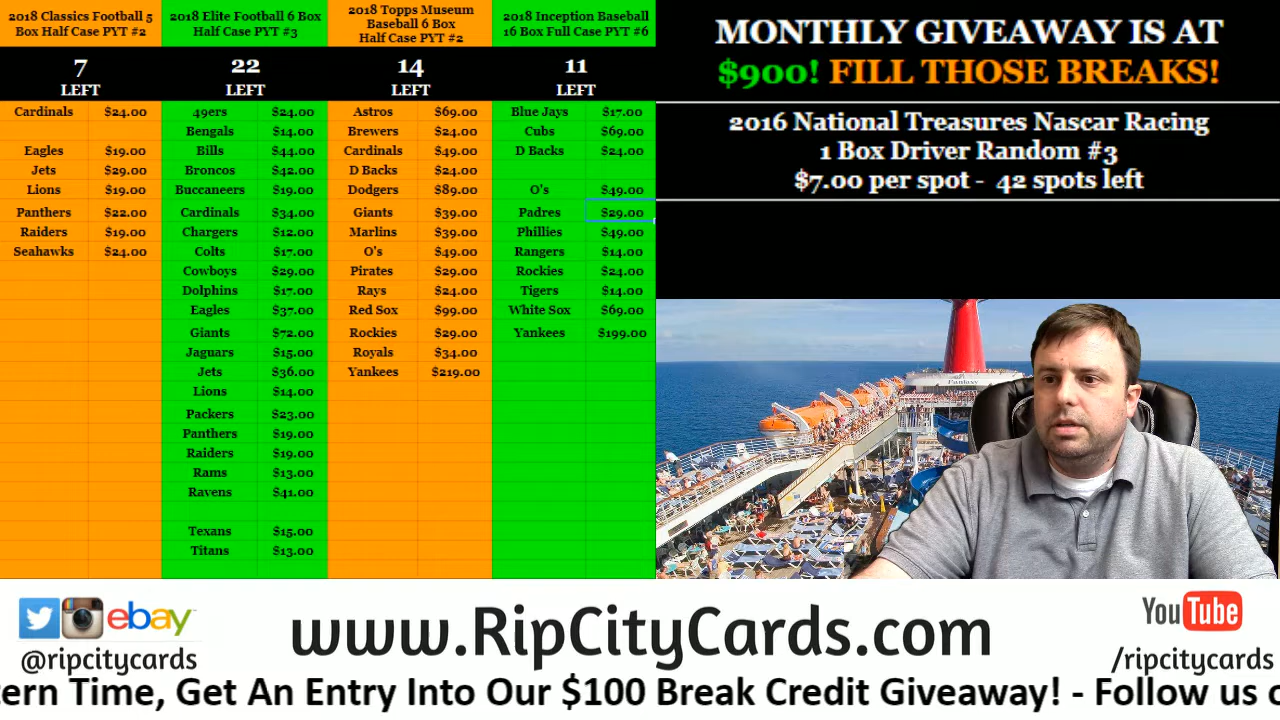 2018 Classics Football 5
Box Half Case PYT #2
7
LEFT
Cardinals $24.00
Eagles $19.00
Jets $29.00
Lions $19.00
Panthers $22.00
Raiders $19.00
Seahawks $24.00
2018 Elite Football 6 Box
Half Case PYT #3
22
LEFT
49ers $24.00
Bengals $14.00
Bills $44.00
Broncos $42.00
Buccaneers $19.00
Cardinals $34.00
Chargers $12.00
Colts $17.00
Cowboys $29.00
Dolphins $17.00
Eagles $37.00
Giants $72.00
Jaguars $15.00
Jets $36.00
Lions $14.00
Packers $23.00
Panthers $19.00
Raiders $19.00
Rams $13.00
Ravens $41.00
Texans $15.00
Titans $13.00
2018 Topps Museum
Baseball 6 Box
Half Case PYT #2
14
LEFT
Astros $69.00
Brewers $24.00
Cardinals $49.00
D Backs $24.00
Dodgers $89.00
Giants $39.00
Marlins $39.00
O's $49.00
Pirates $29.00
Rays $24.00
Red Sox $99.00
Rockies $29.00
Royals $34.00
Yankees $219.00
2018 Inception Baseball
16 Box Full Case PYT #6
11
LEFT
Blue Jays $17.00
Cubs $69.00
D Backs $24.00
O's $49.00
Padres $29.00
Phillies $49.00
Rangers $14.00
Rockies $24.00
Tigers $14.00
White Sox $69.00
Yankees $199.00
MONTHLY GIVEAWAY IS AT
$900! FILL THOSE BREAKS!
2016 National Treasures Nascar Racing
1 Box Driver Random #3
$7.00 per spot - 42 spots left
Fantasy
ebay
@ripcitycards
www.RipCityCards.com
YouTube
/ripcitycards
tern Time, Get An Entry Into Our $100 Break Credit Giveaway! - Follow us o